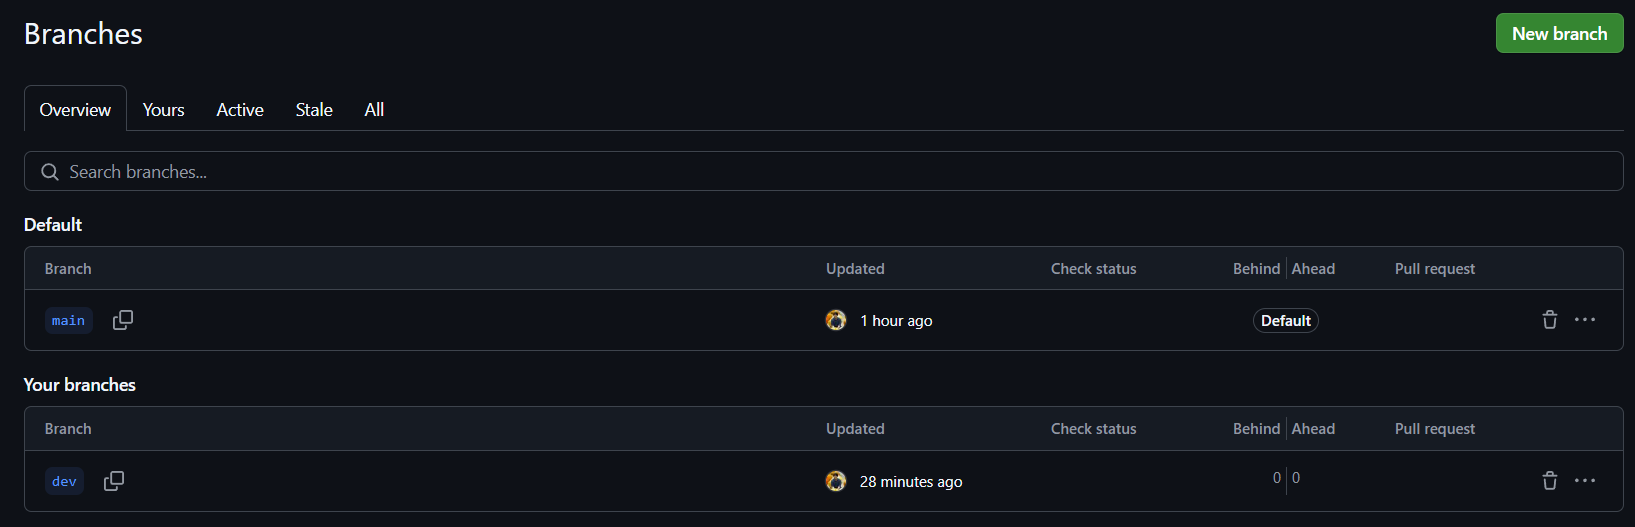 Branches
New branch
Overview Yours Active Stale All
Search branches...
Default
Branch Updated Check status Behind Ahead Pull request
main 1 hour ago Default
Your branches
Branch Updated Check status Behind Ahead Pull request
dev 28 minutes ago 0 0